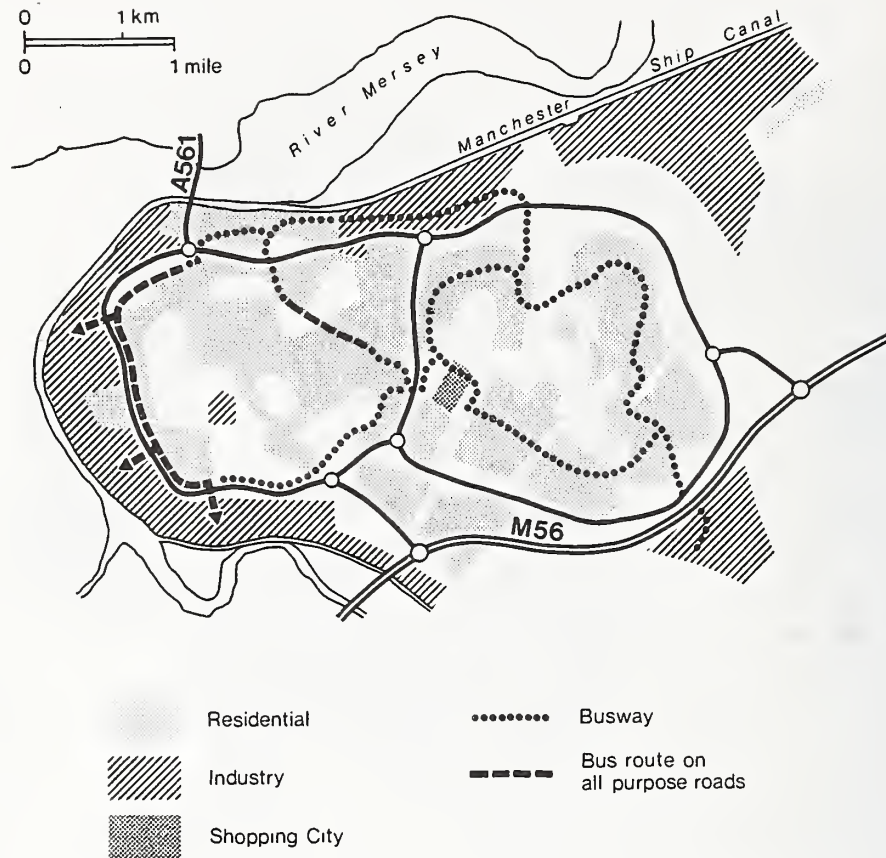 0 1 km
0 1 mile
River Mersey
Manchester Ship Canal
A561
M56
Residential
Industry
Shopping City
Busway
Bus route on
all purpose roads